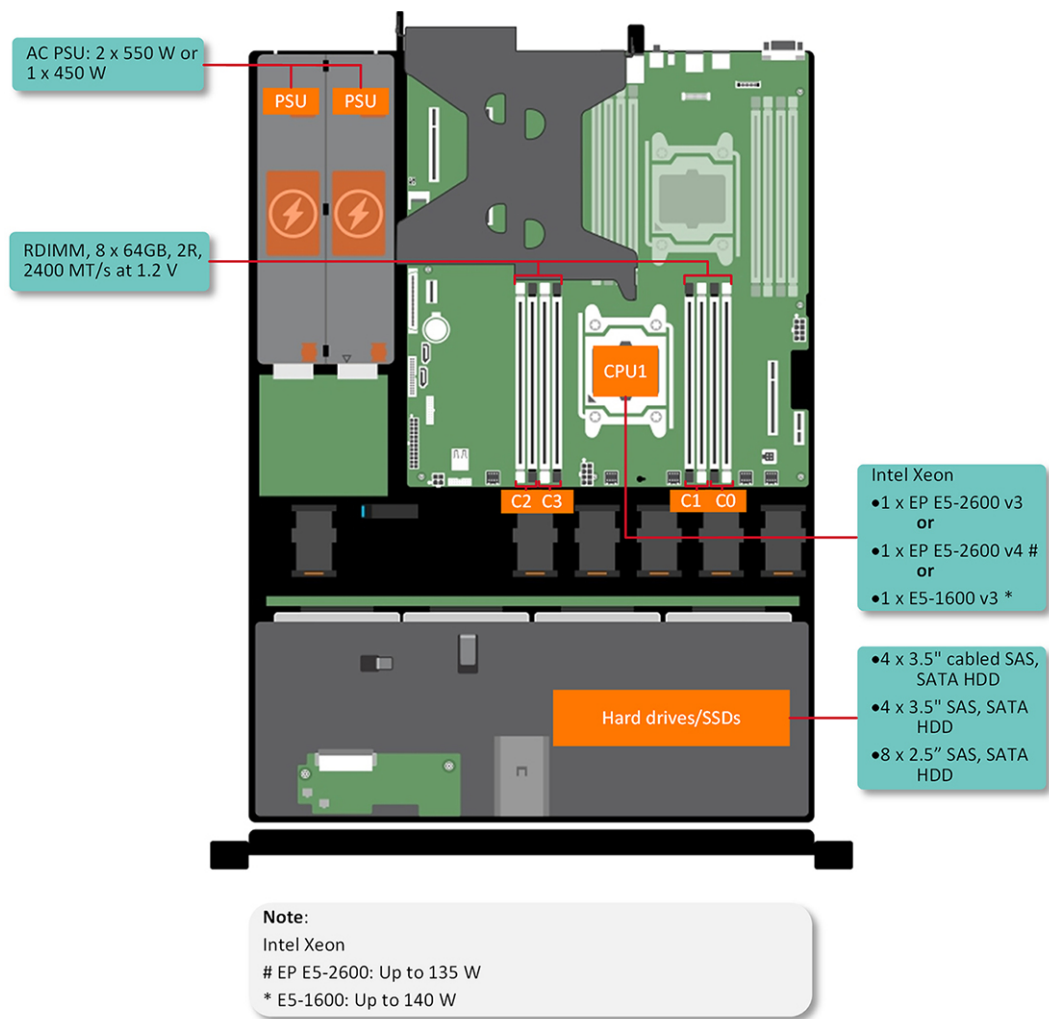 AC PSU: 2 x 550 W or
1 x 450 W
PSU
PSU
RDIMM, 8 x 64GB, 2R,
2400 MT/s at 1.2 V
CPU1
C2
C3
C1
C0
Intel Xeon
•1 x EP E5-2600 v3
or
•1 x EP E5-2600 v4 #
or
•1 x E5-1600 v3 *
•4 x 3.5" cabled SAS,
SATA HDD
•4 x 3.5" SAS, SATA
HDD
•8 x 2.5” SAS, SATA
HDD
Hard drives/SSDs
Note:
Intel Xeon
# EP E5-2600: Up to 135 W
* E5-1600: Up to 140 W